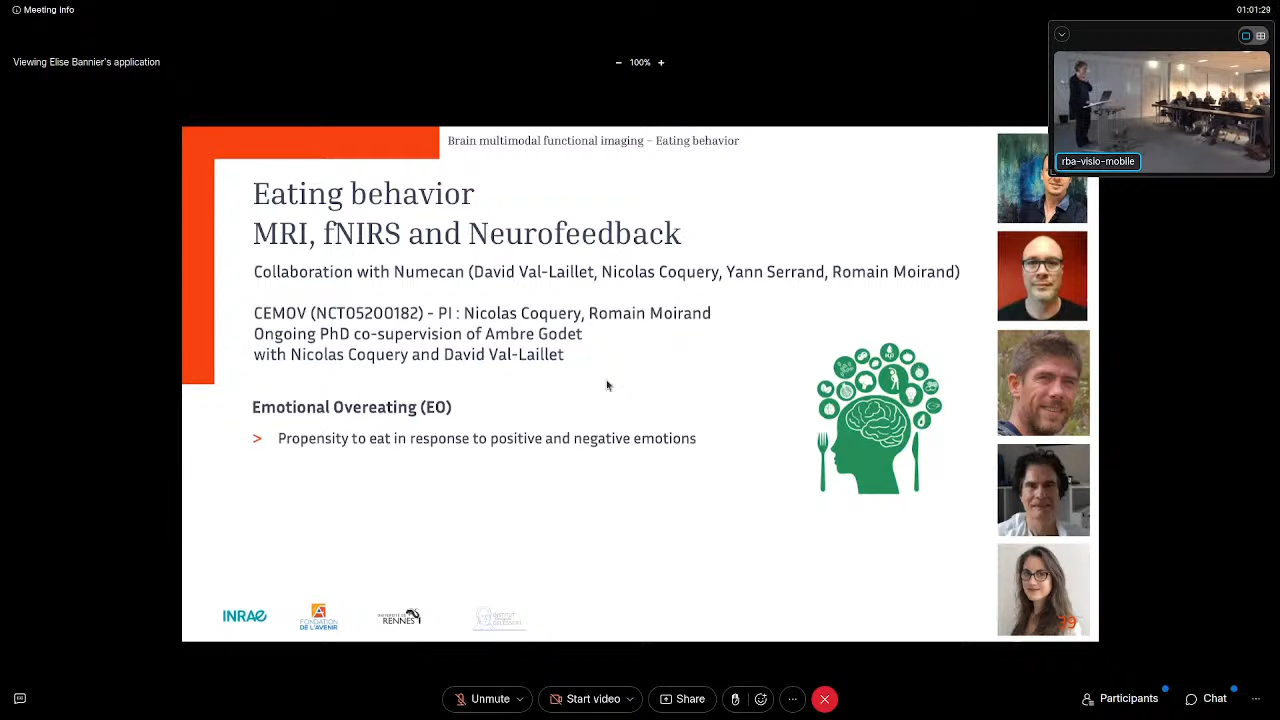 Meeting Info
01:01:29
Viewing Elise Bannier's application
100%
rba-visio-mobile
Brain multimodal functional imaging – Eating behavior
Eating behavior
MRI, fNIRS and Neurofeedback
Collaboration with Numecan (David Val-Laillet, Nicolas Coquery, Yann Serrand, Romain Moirand)
CEMOV (NCT05200182) - PI : Nicolas Coquery, Romain Moirand
Ongoing PhD co-supervision of Ambre Godet
with Nicolas Coquery and David Val-Laillet
Emotional Overeating (EO)
> Propensity to eat in response to positive and negative emotions
INRAE
FONDATION
DE L'AVENIR
UNIVERSITÉ DE
RENNES 1
INSTITUT
Unmute
Start video
Share
Participants
Chat